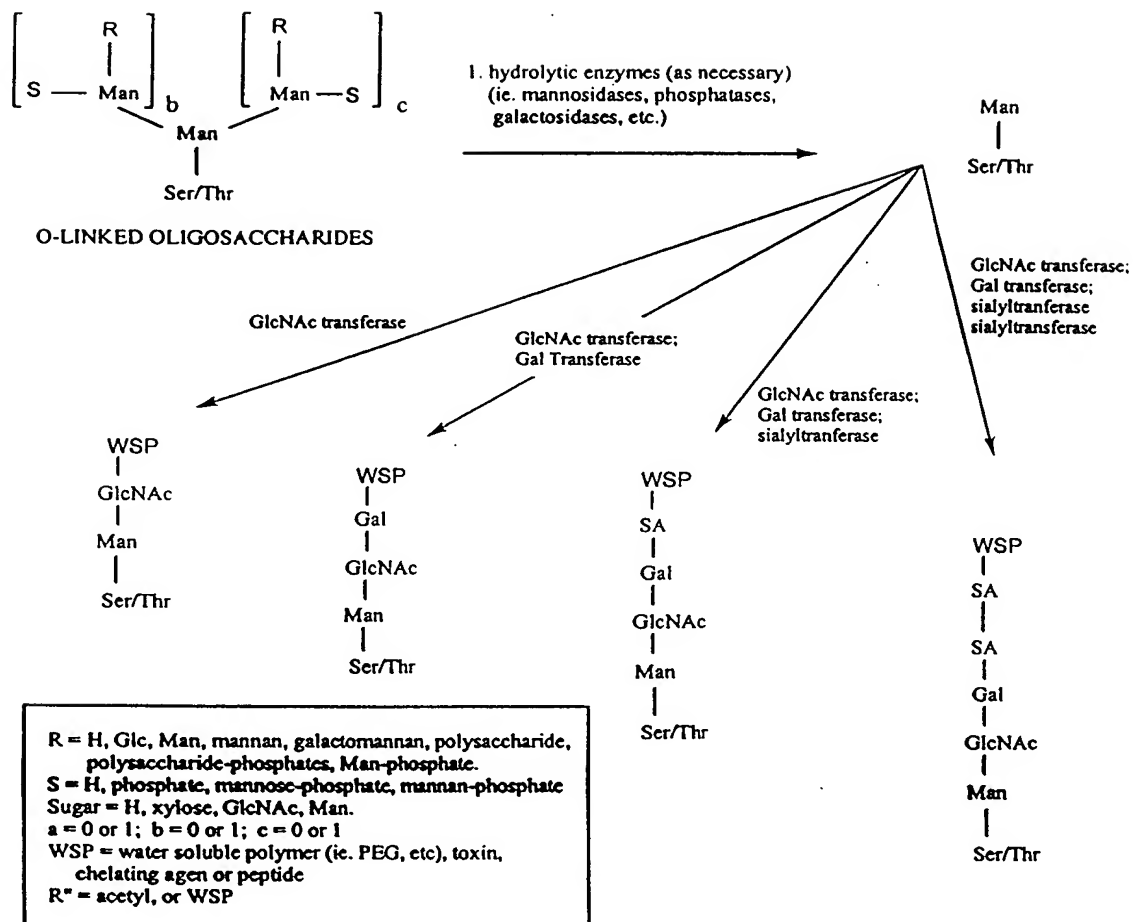 R
R
S
Man
b
Man
S
c
Man
Ser/Thr
O-LINKED OLIGOSACCHARIDES
1. hydrolytic enzymes (as necessary)
(ie. mannosidases, phosphatases,
galactosidases, etc.)
Man
Ser/Thr
GlcNAc transferase
GlcNAc transferase;
Gal Transferase
GlcNAc transferase;
Gal transferase;
sialyltranferase
GlcNAc transferase;
Gal transferase;
sialyltranferase
sialyltransferase
WSP
GlcNAc
Man
Ser/Thr
WSP
Gal
GlcNAc
Man
Ser/Thr
WSP
SA
Gal
GlcNAc
Man
Ser/Thr
WSP
SA
SA
Gal
GlcNAc
Man
Ser/Thr
R = H, Glc, Man, mannan, galactomannan, polysaccharide,
polysaccharide-phosphates, Man-phosphate.
S = H, phosphate, mannose-phosphate, mannan-phosphate
Sugar = H, xylose, GlcNAc, Man.
a = 0 or 1; b = 0 or 1; c = 0 or 1
WSP = water soluble polymer (ie. PEG, etc), toxin,
chelating agen or peptide
R" = acetyl, or WSP